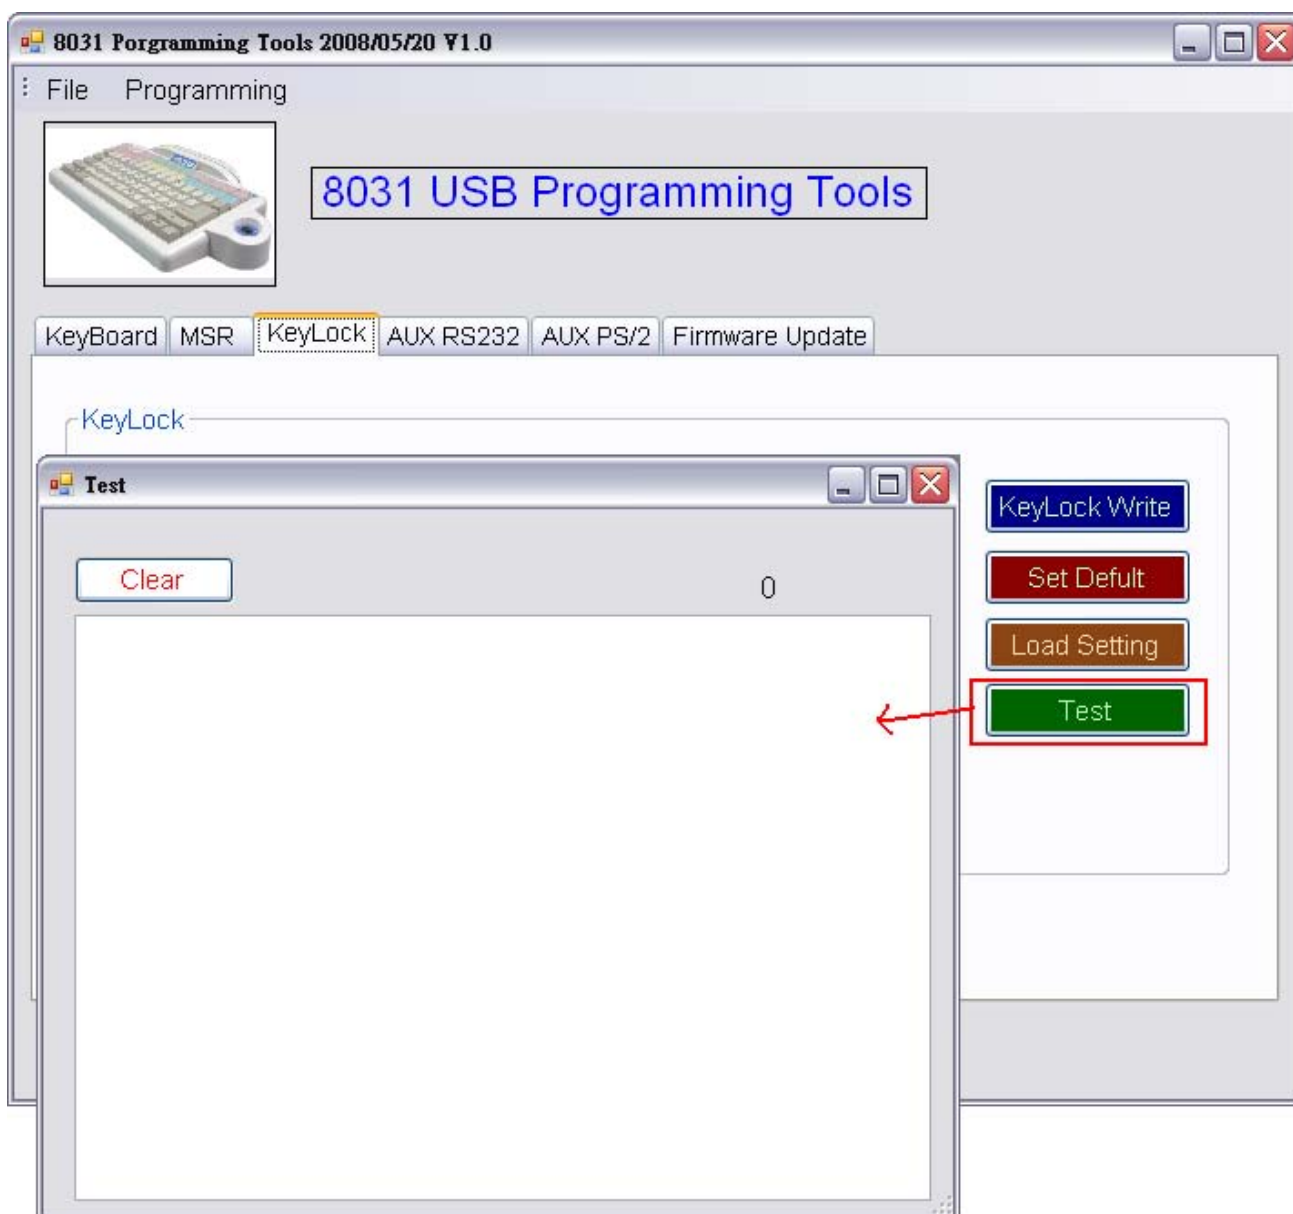 8031 Porgramming Tools 2008/05/20 V1.0
File Programming
8031 USB Programming Tools
KeyBoard MSR KeyLock AUX RS232 AUX PS/2 Firmware Update
KeyLock
Test
KeyLock Write
Clear
0
Set Defult
Load Setting
Test